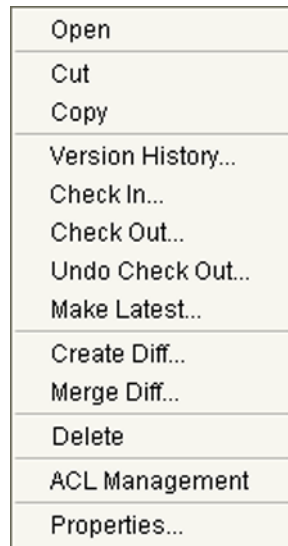 Open
Cut
Copy
Version History...
Check In...
Check Out...
Undo Check Out...
Make Latest...
Create Diff...
Merge Diff...
Delete
ACL Management
Properties...